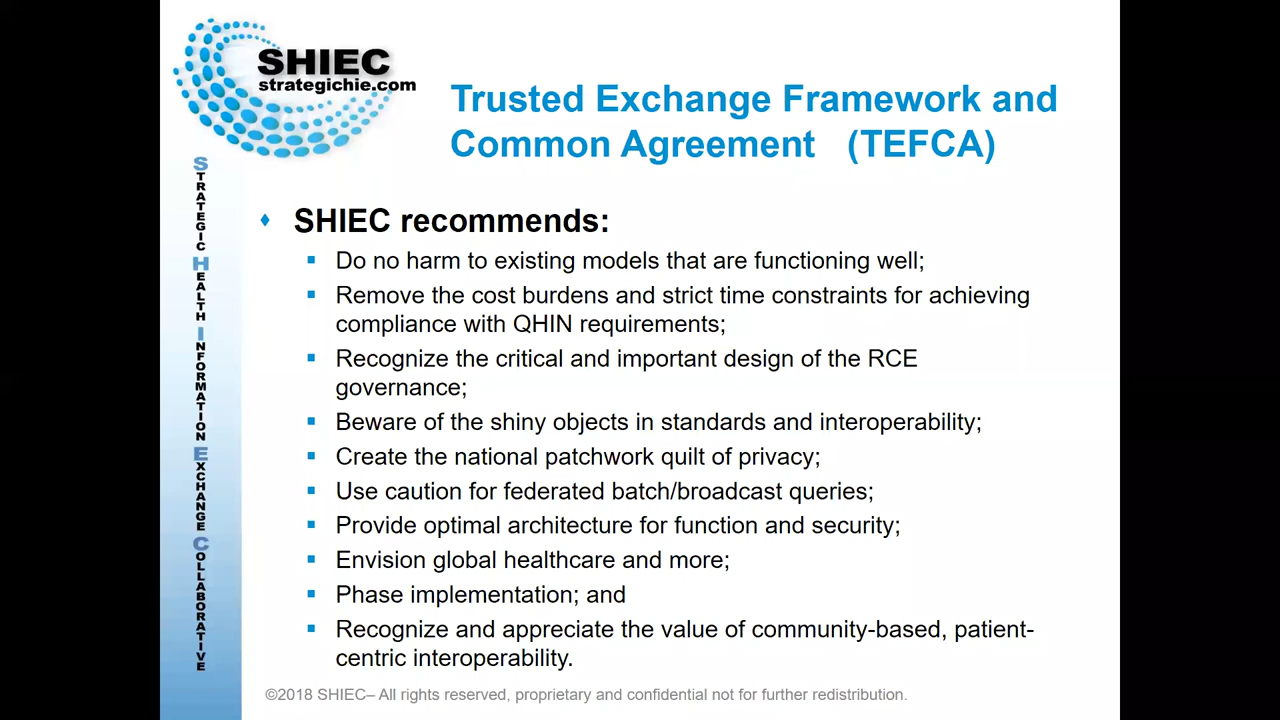 SHIEC
strategichie.com
Trusted Exchange Framework and
Common Agreement (TEFCA)
STRATEGIC HEALTH INFORMATION EXCHANGE COLLABORATIVE
SHIEC recommends:
Do no harm to existing models that are functioning well;
Remove the cost burdens and strict time constraints for achieving
compliance with QHIN requirements;
Recognize the critical and important design of the RCE
governance;
Beware of the shiny objects in standards and interoperability;
Create the national patchwork quilt of privacy;
Use caution for federated batch/broadcast queries;
Provide optimal architecture for function and security;
Envision global healthcare and more;
Phase implementation; and
Recognize and appreciate the value of community-based, patient-
centric interoperability.
©2018 SHIEC– All rights reserved, proprietary and confidential not for further redistribution.